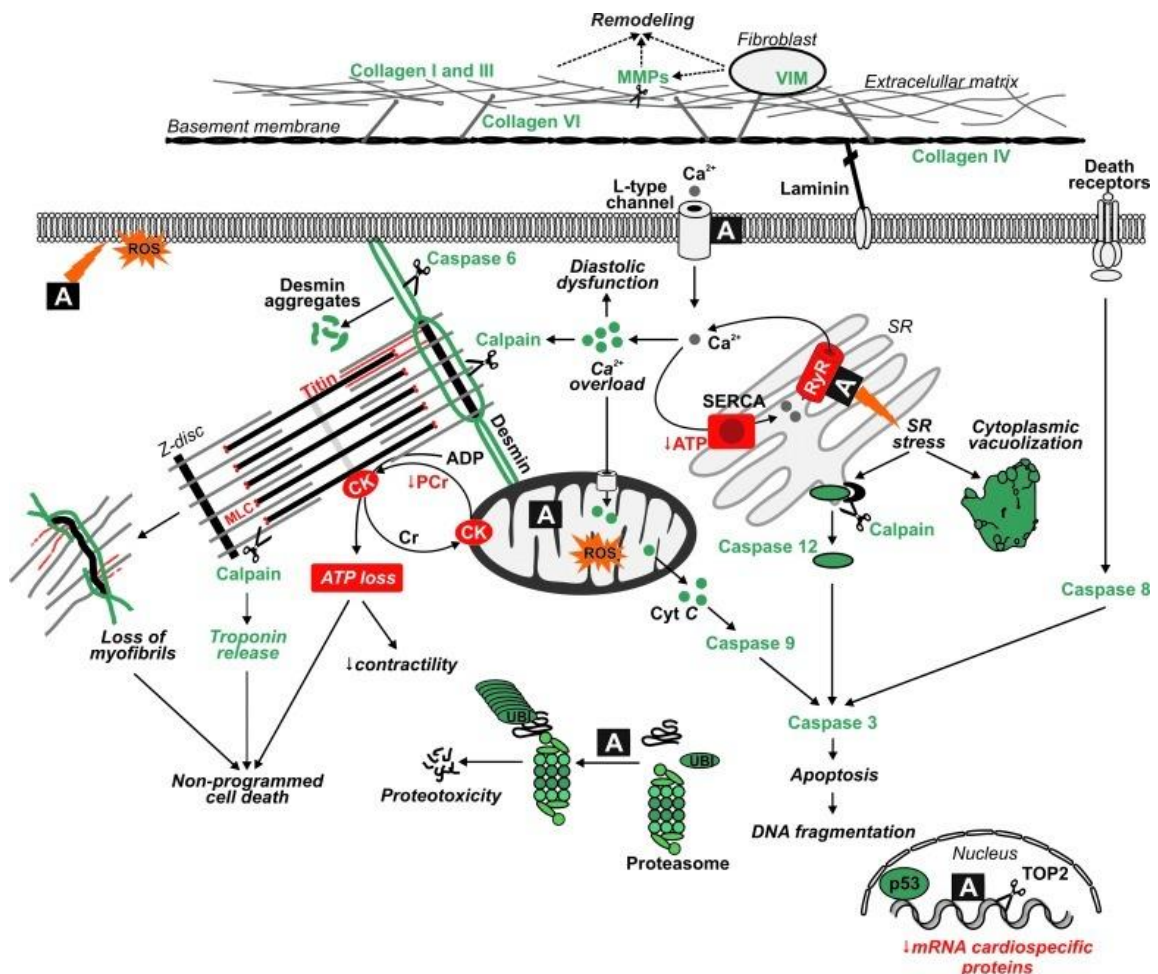 Remodeling
Fibroblast
Collagen I and III
MMPs
VIM
Extracelullar matrix
Collagen VI
Basement membrane
Collagen IV
Ca²⁺
L-type
channel
A
Laminin
Death
receptors
ROS
A
Caspase 6
Desmin
aggregates
Diastolic
dysfunction
SR
Calpain
Ca²⁺
Ca²⁺
overload
RyR
A
Titin
SERCA
↓ATP
SR
stress
Cytoplasmic
vacuolization
Z-disc
Desmin
ADP
CK
↓PCr
MLC
A
CK
Cr
ROS
Calpain
Caspase 12
Calpain
ATP loss
Cyt C
Caspase 8
Loss of
myofibrils
Troponin
release
Caspase 9
↓contractility
UBI
A
UBI
Caspase 3
Non-programmed
cell death
Proteotoxicity
Apoptosis
Proteasome
DNA fragmentation
Nucleus
p53
A
TOP2
↓mRNA cardiospecific
proteins